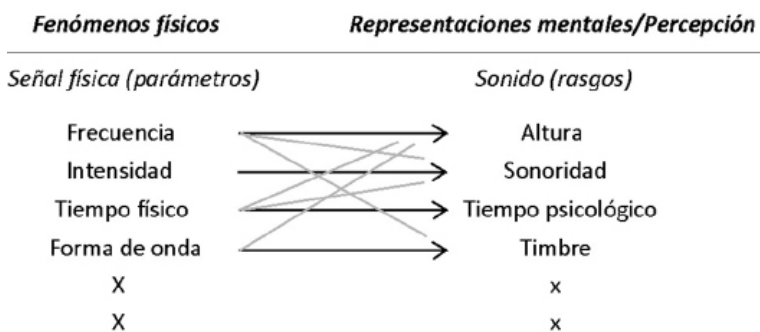 Fenómenos físicos Representaciones mentales/Percepción
Señal física (parámetros) Sonido (rasgos)
Frecuencia Altura
Intensidad Sonoridad
Tiempo físico Tiempo psicológico
Forma de onda Timbre
X x
X x